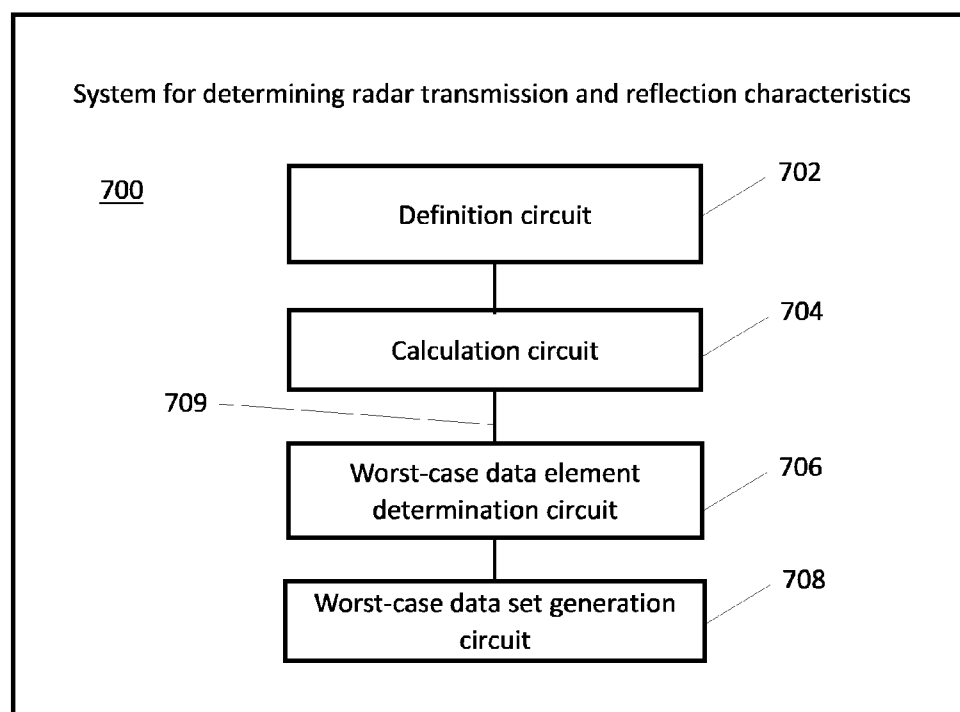 System for determining radar transmission and reflection characteristics
700
702
Definition circuit
704
Calculation circuit
709
Worst-case data element
determination circuit
706
Worst-case data set generation
circuit
708